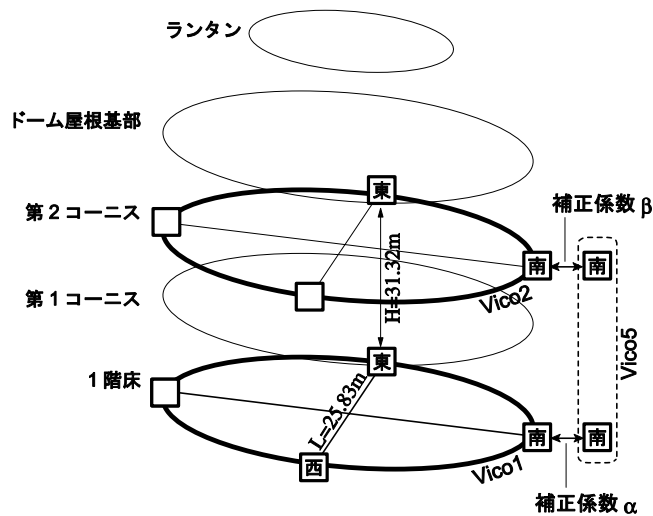 ランタン
ドーム屋根基部
東
第2コーニス
補正係数 β
南
南
H=31.32m
Vico2
第1コーニス
Vico5
東
1階床
L=25.83m
南
南
西
Vico1
補正係数 α